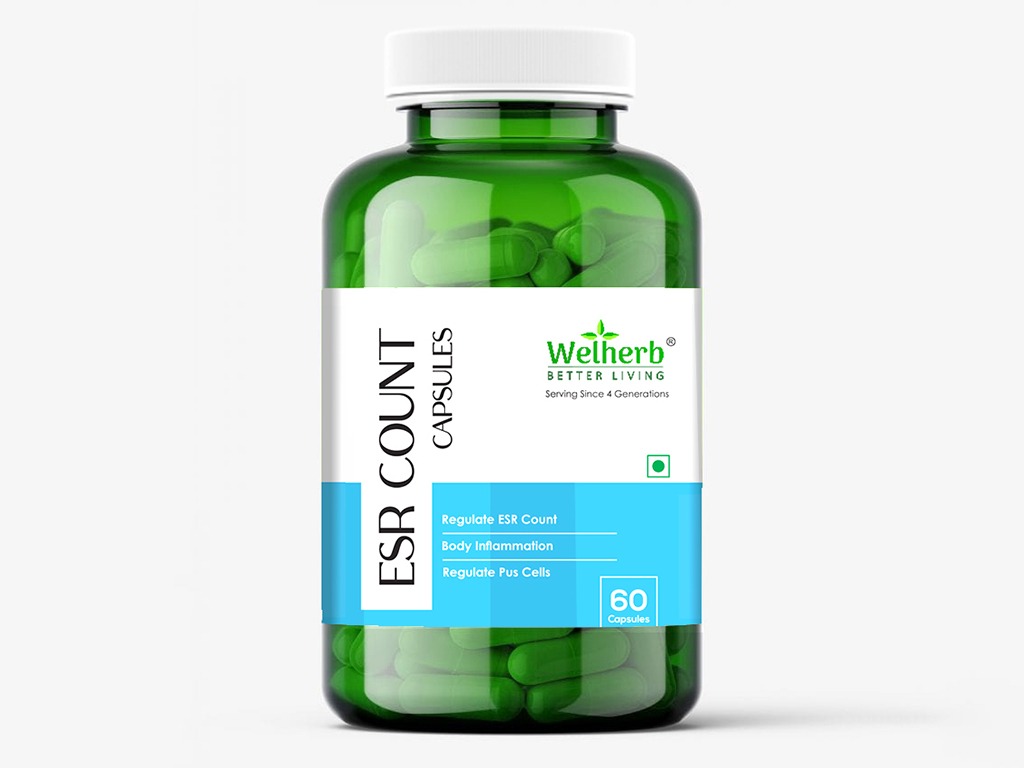 ESR COUNT
CAPSULES
Welherb®
BETTER LIVING
Serving Since 4 Generations
Regulate ESR Count
Body Inflammation
Regulate Pus Cells
60
Capsules